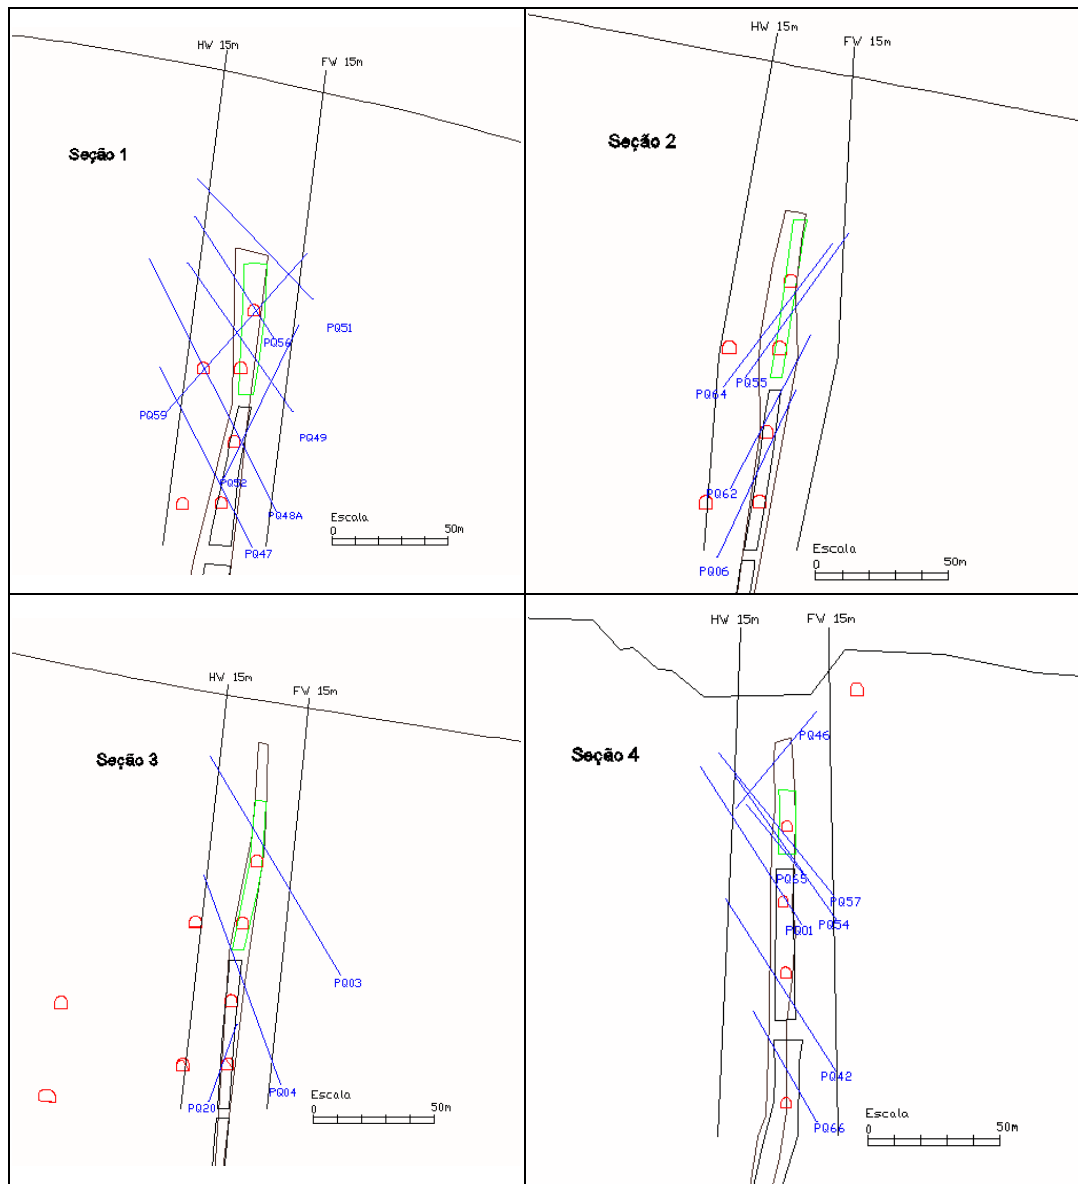 HW 15m
FW 15m
Seção 1
PQ51
PQ56
PQ59
PQ49
PQ52
PQ48A
PQ47
Escala
0 50m
HW 15m
FW 15m
Seção 2
PQ55
PQ64
PQ62
PQ06
Escala
0 50m
HW 15m
FW 15m
Seção 3
PQ03
PQ04
PQ20
Escala
0 50m
HW 15m
FW 15m
PQ46
Seção 4
PQ65
PQ57
PQ54
PQ01
PQ42
PQ66
Escala
0 50m